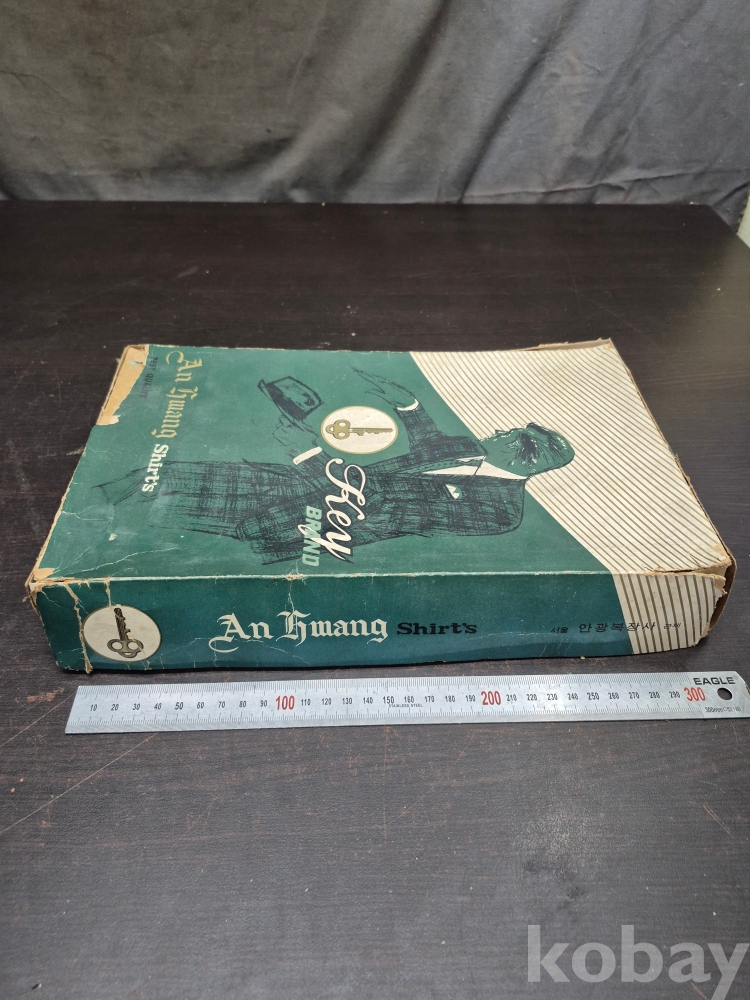 An Hwang Shirt's
Key
BRAND
An Hwang Shirt's
서울 안광복장사
EAGLE
10 20 30 40 50 60 70 80 90 100 110 120 130 140 150 160 170 180 190 200 210 220 230 240 250 260 270 280 290 300
STAINLESS STEEL
kobay